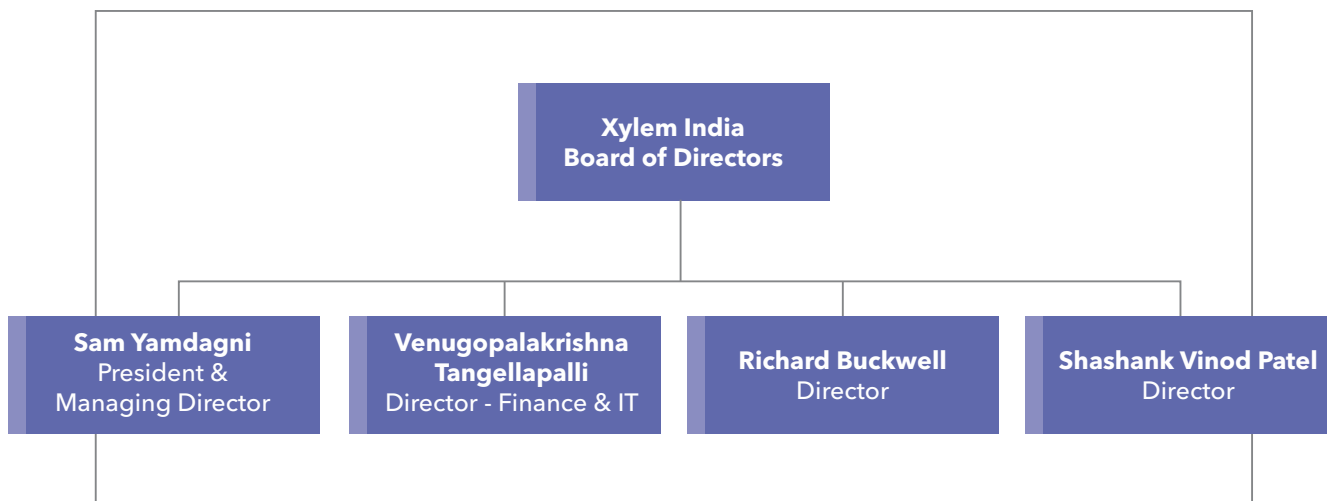 Xylem India
Board of Directors
Sam Yamdagni
President &
Managing Director
Venugopalakrishna
Tangellapalli
Director - Finance & IT
Richard Buckwell
Director
Shashank Vinod Patel
Director